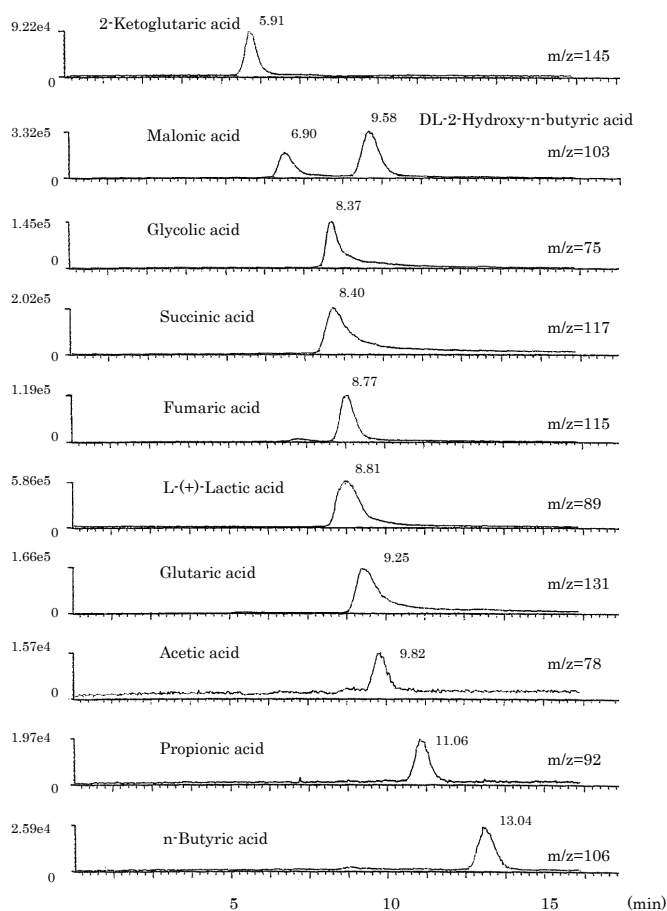 9.22e4 2-Ketoglutaric acid 5.91
m/z=145
0
3.32e5 Malonic acid 6.90 9.58 DL-2-Hydroxy-n-butyric acid
m/z=103
0
8.37
1.45e5 Glycolic acid
0 m/z=75
8.40
2.02e5 Succinic acid
m/z=117
0
8.77
1.19e5 Fumaric acid
0 m/z=115
8.81
5.86e5 L-(+)-Lactic acid
m/z=89
0
9.25
1.66e5 Glutaric acid
m/z=131
0
1.57e4 Acetic acid 9.82
m/z=78
0
1.97e4 Propionic acid 11.06
m/z=92
0
13.04
2.59e4 n-Butyric acid
m/z=106
0
5 10 15 (min)